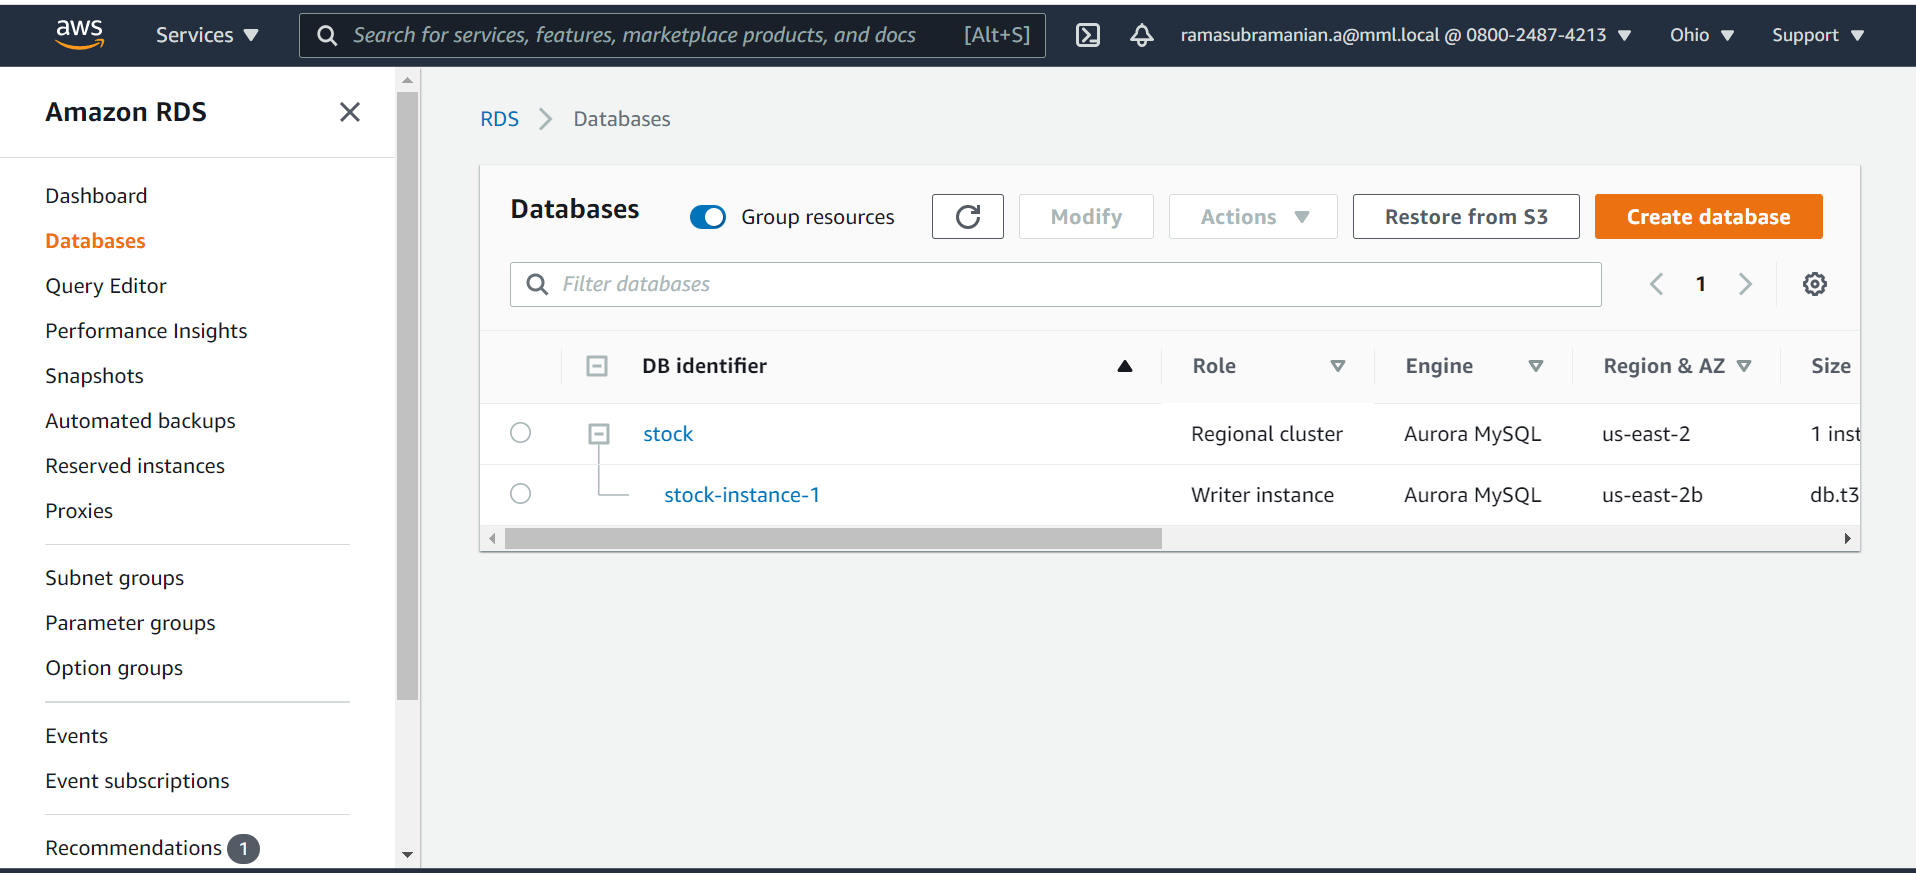 aws Services Search for services, features, marketplace products, and docs [Alt+S] ramasubramanian.a@mml.local @ 0800-2487-4213 Ohio Support
Amazon RDS
Dashboard
Databases
Query Editor
Performance Insights
Snapshots
Automated backups
Reserved instances
Proxies
Subnet groups
Parameter groups
Option groups
Events
Event subscriptions
Recommendations 1
RDS Databases
Databases Group resources Modify Actions Restore from S3 Create database
Filter databases 1
DB identifier Role Engine Region & AZ Size
stock Regional cluster Aurora MySQL us-east-2 1 inst
stock-instance-1 Writer instance Aurora MySQL us-east-2b db.t3